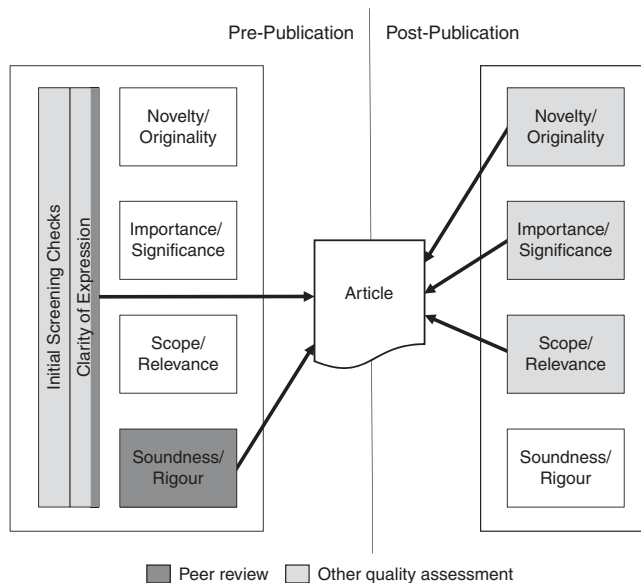 Pre-Publication
Post-Publication
Initial Screening Checks
Clarity of Expression
Novelty/
Originality
Importance/
Significance
Scope/
Relevance
Soundness/
Rigour
Article
Novelty/
Originality
Importance/
Significance
Scope/
Relevance
Soundness/
Rigour
Peer review
Other quality assessment